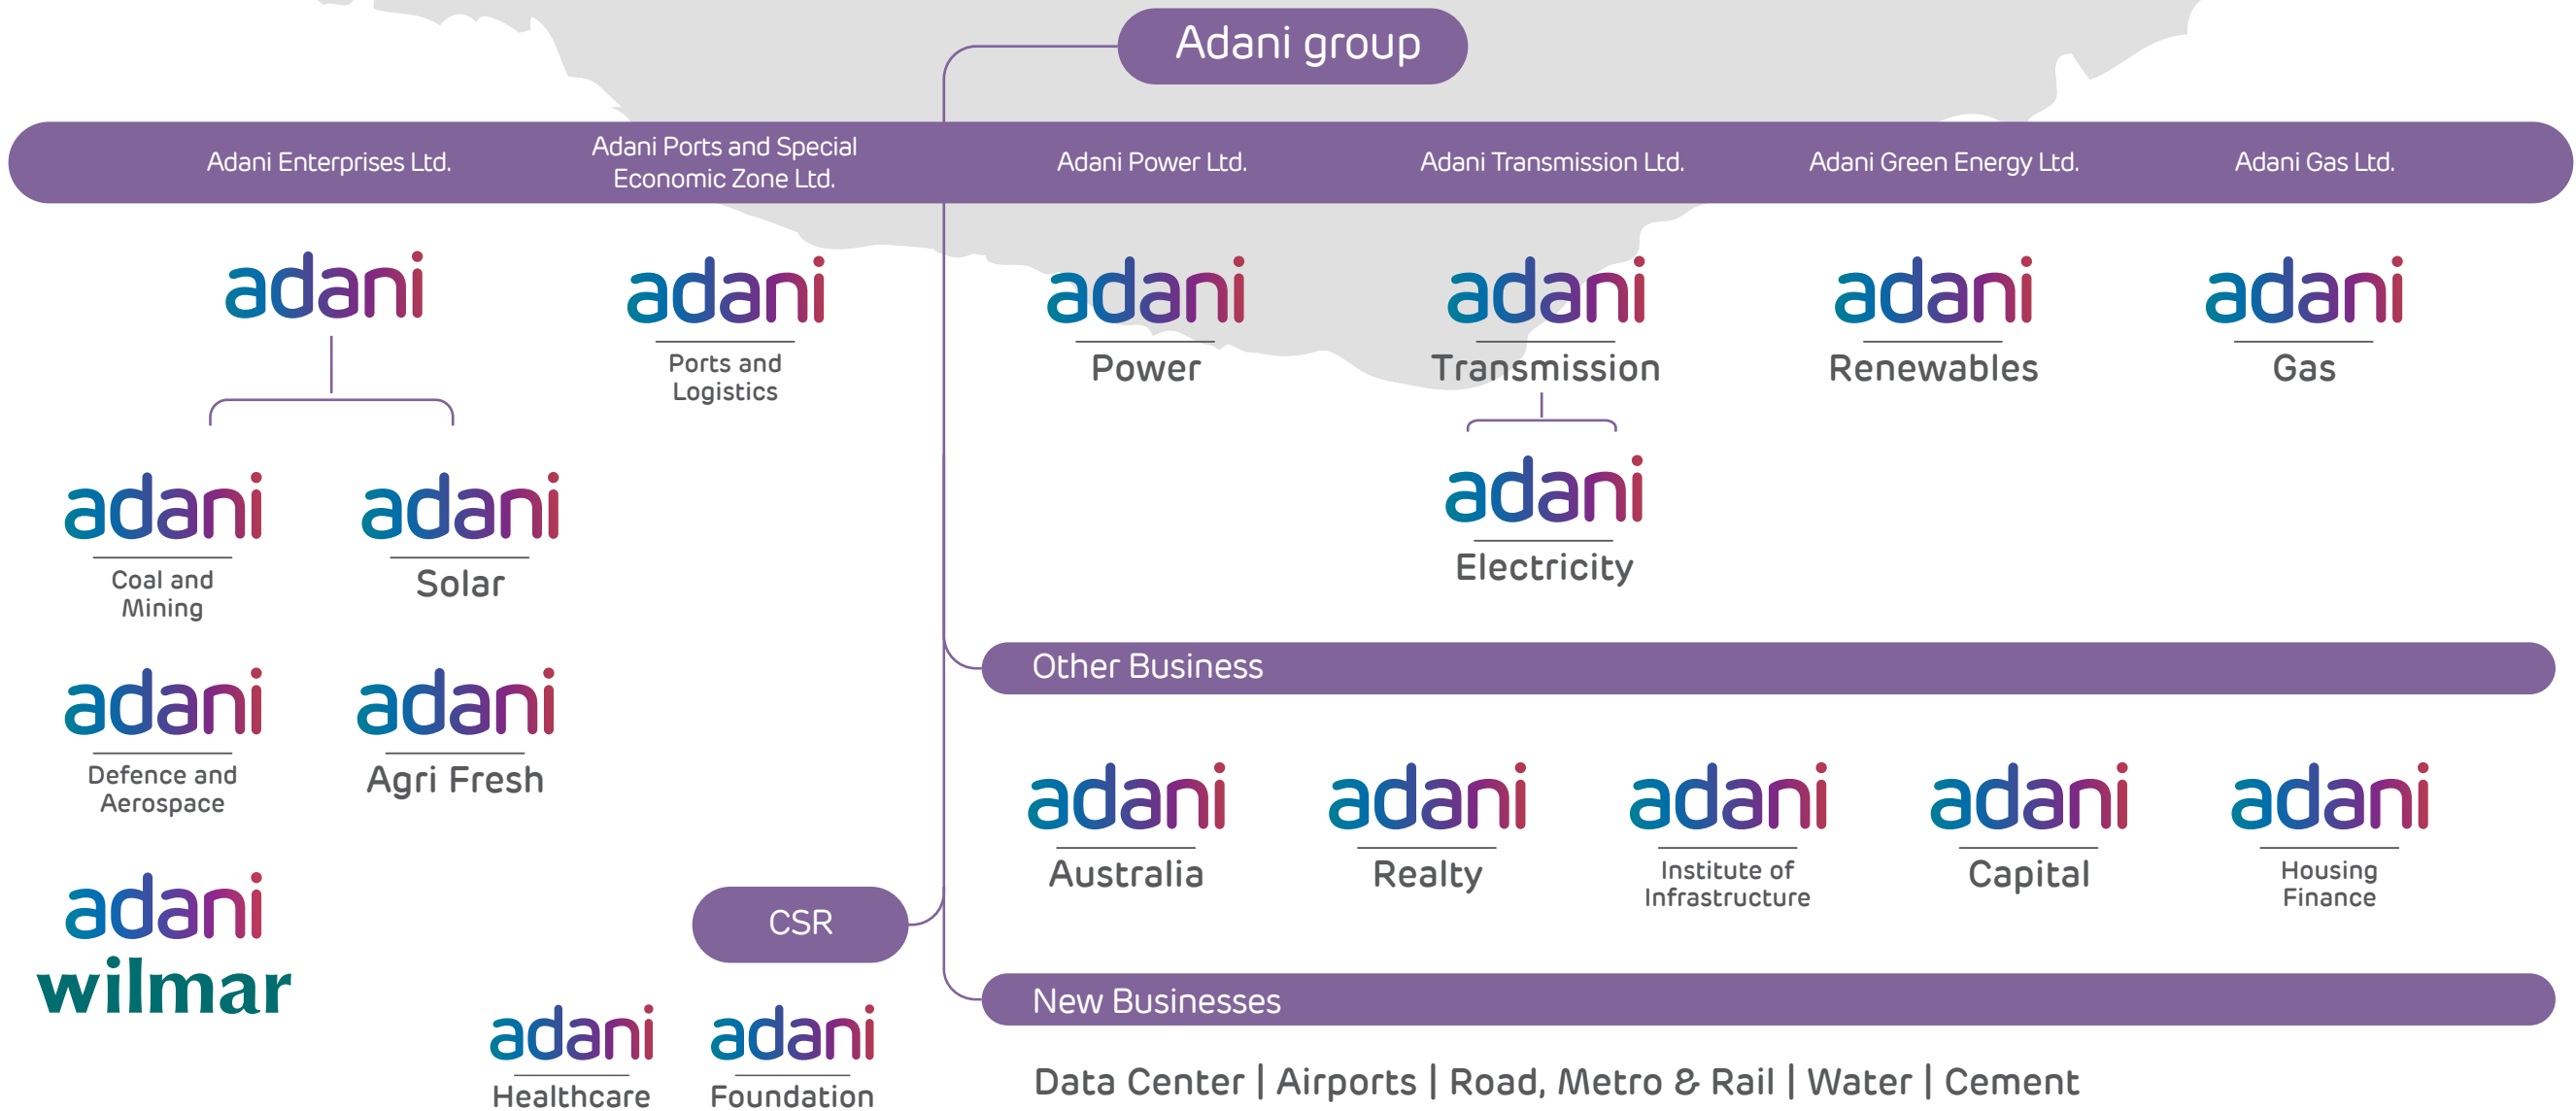 Adani group
Adani Enterprises Ltd.
Adani Ports and Special
Economic Zone Ltd.
Adani Power Ltd.
Adani Transmission Ltd.
Adani Green Energy Ltd.
Adani Gas Ltd.
adani
adani
Ports and
Logistics
adani
Power
adani
Transmission
adani
Renewables
adani
Gas
adani
Coal and
Mining
adani
Solar
adani
Electricity
adani
Defence and
Aerospace
adani
Agri Fresh
adani
wilmar
Other Business
adani
Australia
adani
Realty
adani
Institute of
Infrastructure
adani
Capital
adani
Housing
Finance
CSR
adani
Healthcare
adani
Foundation
New Businesses
Data Center | Airports | Road, Metro & Rail | Water | Cement